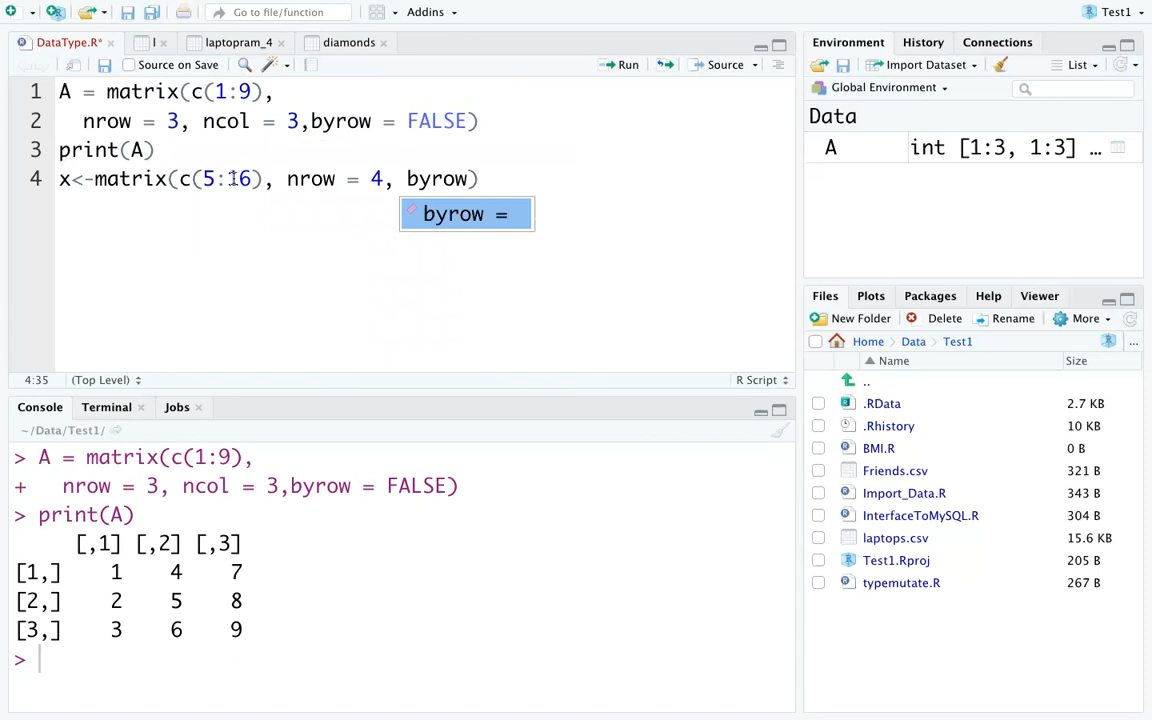 Go to file/function
Addins
Test1
DataType.R*
l
laptopram_4
diamonds
Source on Save
Run
Source
1 A = matrix(c(1:9),
2   nrow = 3, ncol = 3,byrow = FALSE)
3 print(A)
4 x<-matrix(c(5:16), nrow = 4, byrow)
byrow =
4:35
(Top Level)
R Script
Console
Terminal
Jobs
~/Data/Test1/
> A = matrix(c(1:9),
+   nrow = 3, ncol = 3,byrow = FALSE)
> print(A)
[,1] [,2] [,3]
[1,] 1 4 7
[2,] 2 5 8
[3,] 3 6 9
>
Environment
History
Connections
Import Dataset
List
Global Environment
Data
A int [1:3, 1:3] …
Files
Plots
Packages
Help
Viewer
New Folder
Delete
Rename
More
Home
Data
Test1
...
Name
Size
..
.RData 2.7 KB
.Rhistory 10 KB
BMI.R 0 B
Friends.csv 321 B
Import_Data.R 343 B
InterfaceToMySQL.R 304 B
laptops.csv 15.6 KB
Test1.Rproj 205 B
typemutate.R 267 B